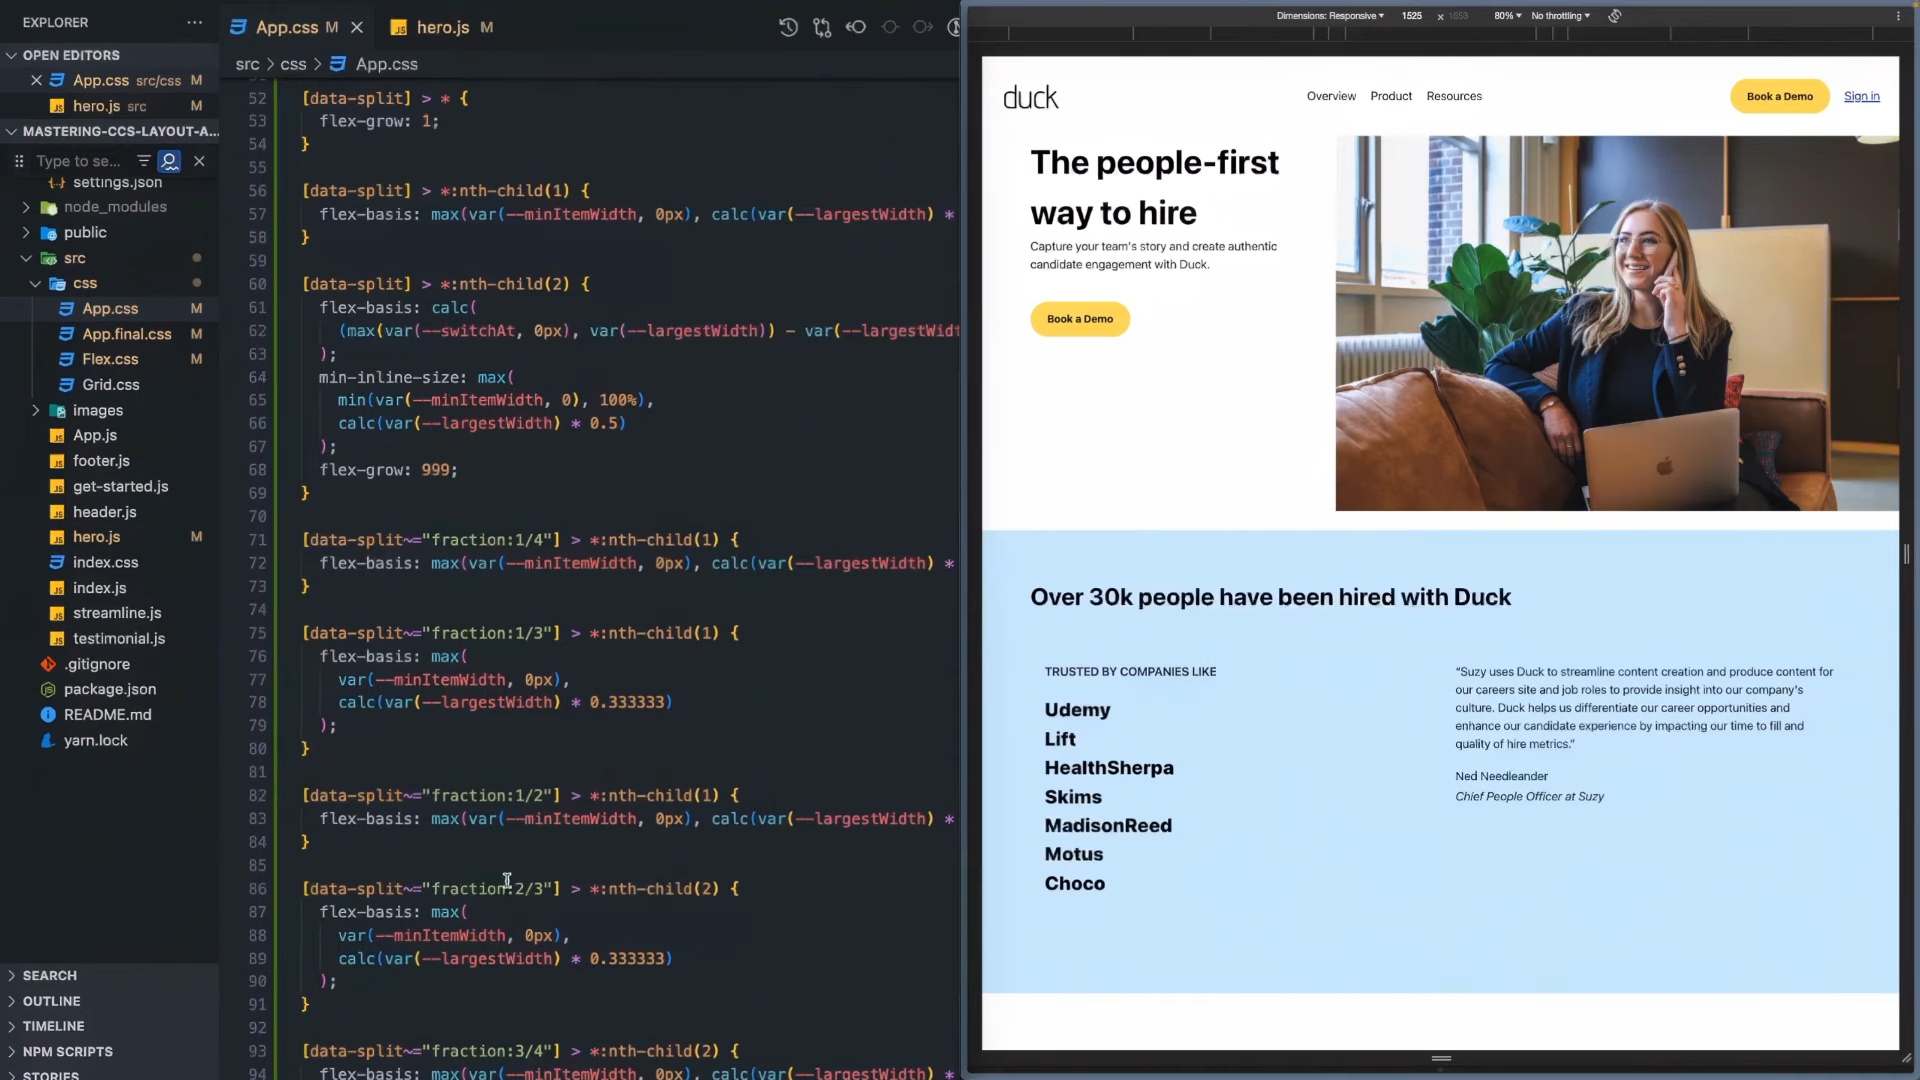 EXPLORER
OPEN EDITORS
App.css src/css M
hero.js src M
MASTERING-CCS-LAYOUT-A...
Type to se...
settings.json
node_modules
public
src
css
App.css M
App.final.css M
Flex.css M
Grid.css
images
App.js
footer.js
get-started.js
header.js
hero.js M
index.css
index.js
streamline.js
testimonial.js
.gitignore
package.json
README.md
yarn.lock
SEARCH
OUTLINE
TIMELINE
NPM SCRIPTS
STORIES
App.css M
hero.js M
src > css > App.css
52 [data-split] > * {
53 flex-grow: 1;
54 }
55
56 [data-split] > *:nth-child(1) {
57 flex-basis: max(var(--minItemWidth, 0px), calc(var(--largestWidth) *
58 }
59
60 [data-split] > *:nth-child(2) {
61 flex-basis: calc(
62 (max(var(--switchAt, 0px), var(--largestWidth)) - var(--largestWidt
63 );
64 min-inline-size: max(
65 min(var(--minItemWidth, 0), 100%),
66 calc(var(--largestWidth) * 0.5)
67 );
68 flex-grow: 999;
69 }
70
71 [data-split~="fraction:1/4"] > *:nth-child(1) {
72 flex-basis: max(var(--minItemWidth, 0px), calc(var(--largestWidth) *
73 }
74
75 [data-split~="fraction:1/3"] > *:nth-child(1) {
76 flex-basis: max(
77 var(--minItemWidth, 0px),
78 calc(var(--largestWidth) * 0.333333)
79 );
80 }
81
82 [data-split~="fraction:1/2"] > *:nth-child(1) {
83 flex-basis: max(var(--minItemWidth, 0px), calc(var(--largestWidth) *
84 }
85
86 [data-split~="fraction:2/3"] > *:nth-child(2) {
87 flex-basis: max(
88 var(--minItemWidth, 0px),
89 calc(var(--largestWidth) * 0.333333)
90 );
91 }
92
93 [data-split~="fraction:3/4"] > *:nth-child(2) {
94 flex-basis: max(var(--minItemWidth, 0px), calc(var(--largestWidth) *
Dimensions: Responsive 1525 x 1653 80% No throttling
duck
Overview Product Resources
Book a Demo Sign in
The people-first
way to hire
Capture your team's story and create authentic
candidate engagement with Duck.
Book a Demo
Over 30k people have been hired with Duck
TRUSTED BY COMPANIES LIKE
Udemy
Lift
HealthSherpa
Skims
MadisonReed
Motus
Choco
“Suzy uses Duck to streamline content creation and produce content for
our careers site and job roles to provide insight into our company's
culture. Duck helps us differentiate our career opportunities and
enhance our candidate experience by impacting our time to fill and
quality of hire metrics.”
Ned Needleander
Chief People Officer at Suzy